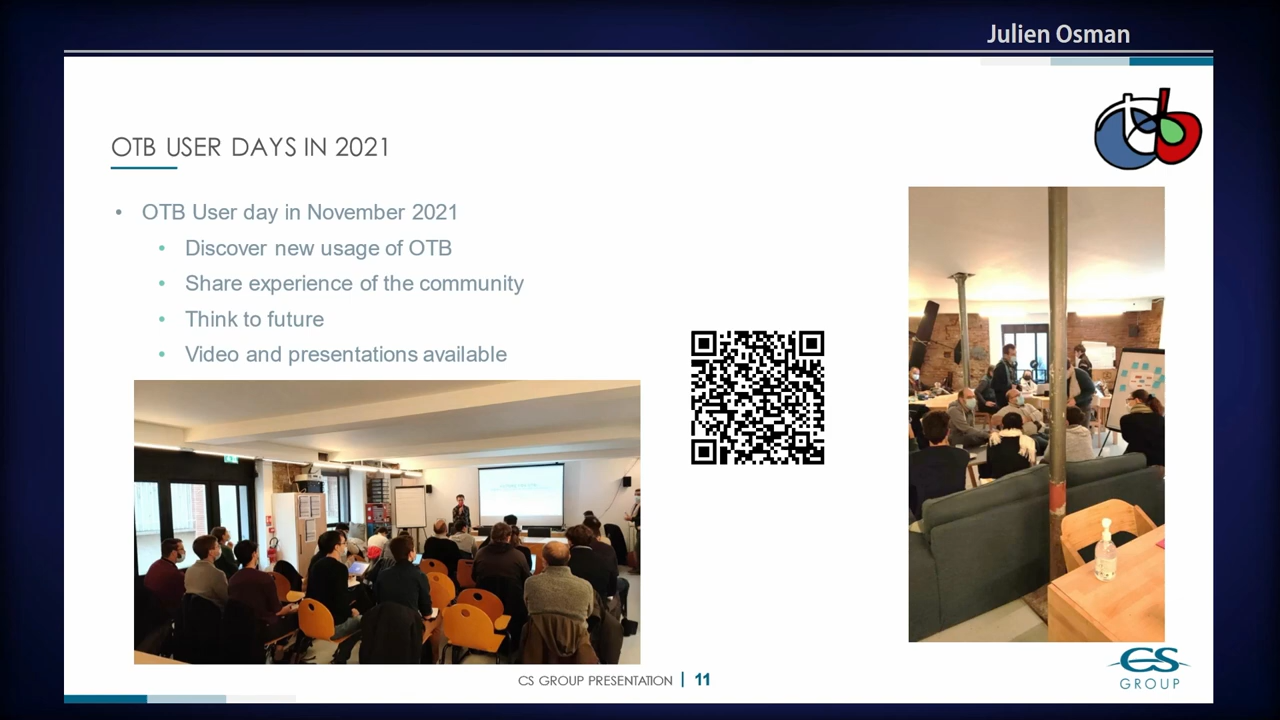 Julien Osman
OTB USER DAYS IN 2021
• OTB User day in November 2021
• Discover new usage of OTB
• Share experience of the community
• Think to future
• Video and presentations available
CS GROUP PRESENTATION | 11
CS
GROUP